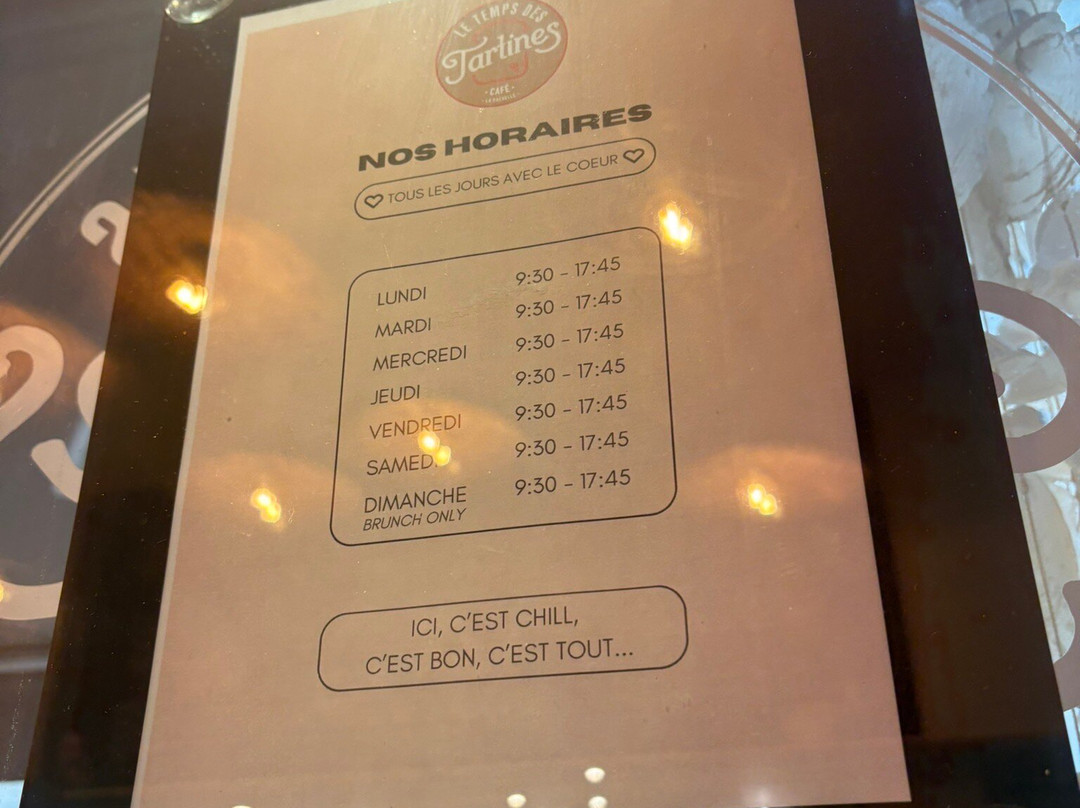 LE TEMPS DES
Tartines
• CAFÉ •
NOS HORAIRES
♡ TOUS LES JOURS AVEC LE COEUR ♡
LUNDI 9:30 - 17:45
MARDI 9:30 - 17:45
MERCREDI 9:30 - 17:45
JEUDI 9:30 - 17:45
VENDREDI 9:30 - 17:45
SAMEDI 9:30 - 17:45
DIMANCHE 9:30 - 17:45
BRUNCH ONLY
ICI, C'EST CHILL,
C'EST BON, C'EST TOUT...